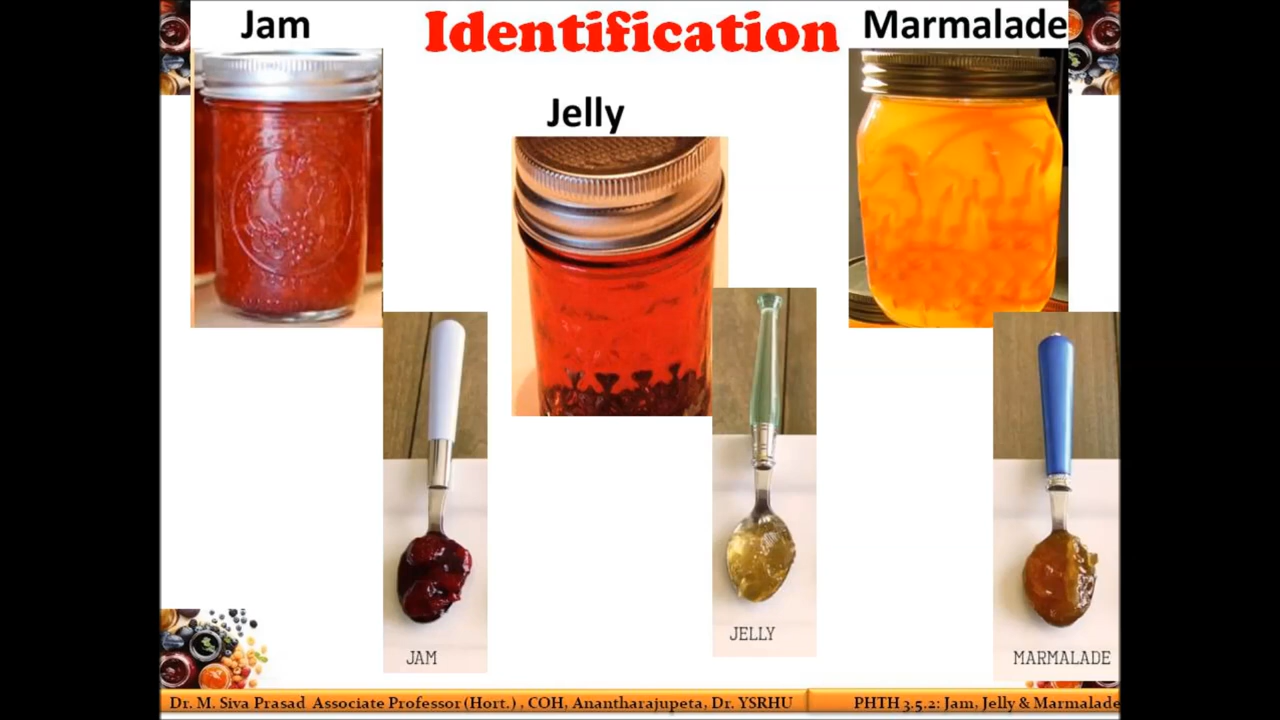 Jam
Identification
Marmalade
Jelly
JAM
JELLY
MARMALADE
Dr. M. Siva Prasad Associate Professor (Hort.) , COH, Anantharajupeta, Dr. YSRHU
PHTH 3.5.2: Jam, Jelly & Marmalade